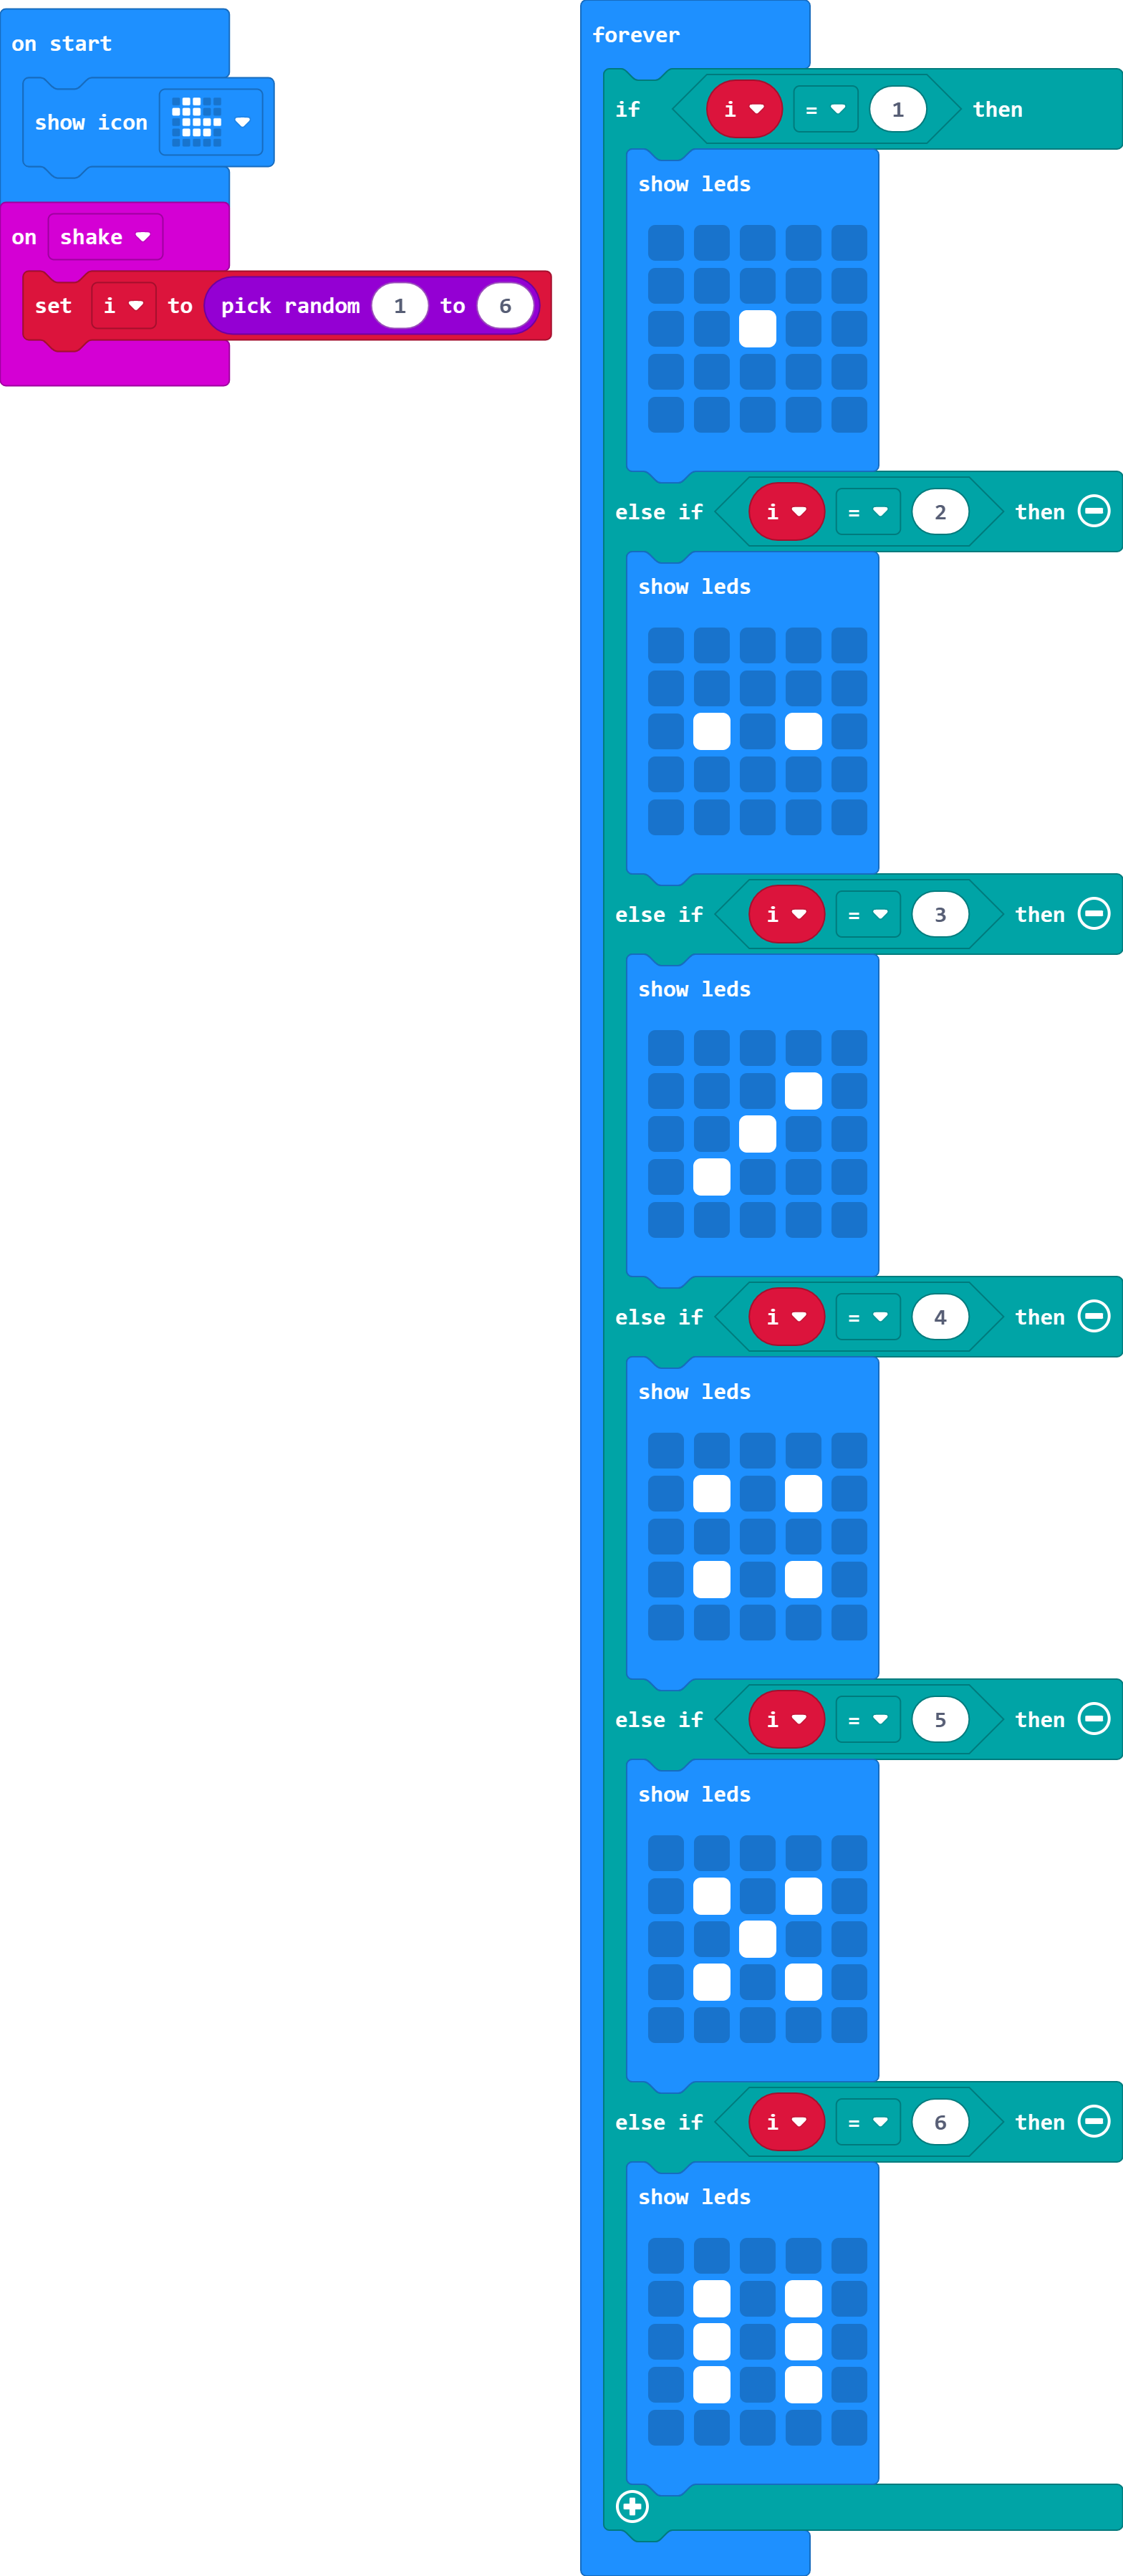 on start
show icon
on shake
set i to pick random 1 to 6
forever
if i = 1 then
show leds
else if i = 2 then
show leds
else if i = 3 then
show leds
else if i = 4 then
show leds
else if i = 5 then
show leds
else if i = 6 then
show leds